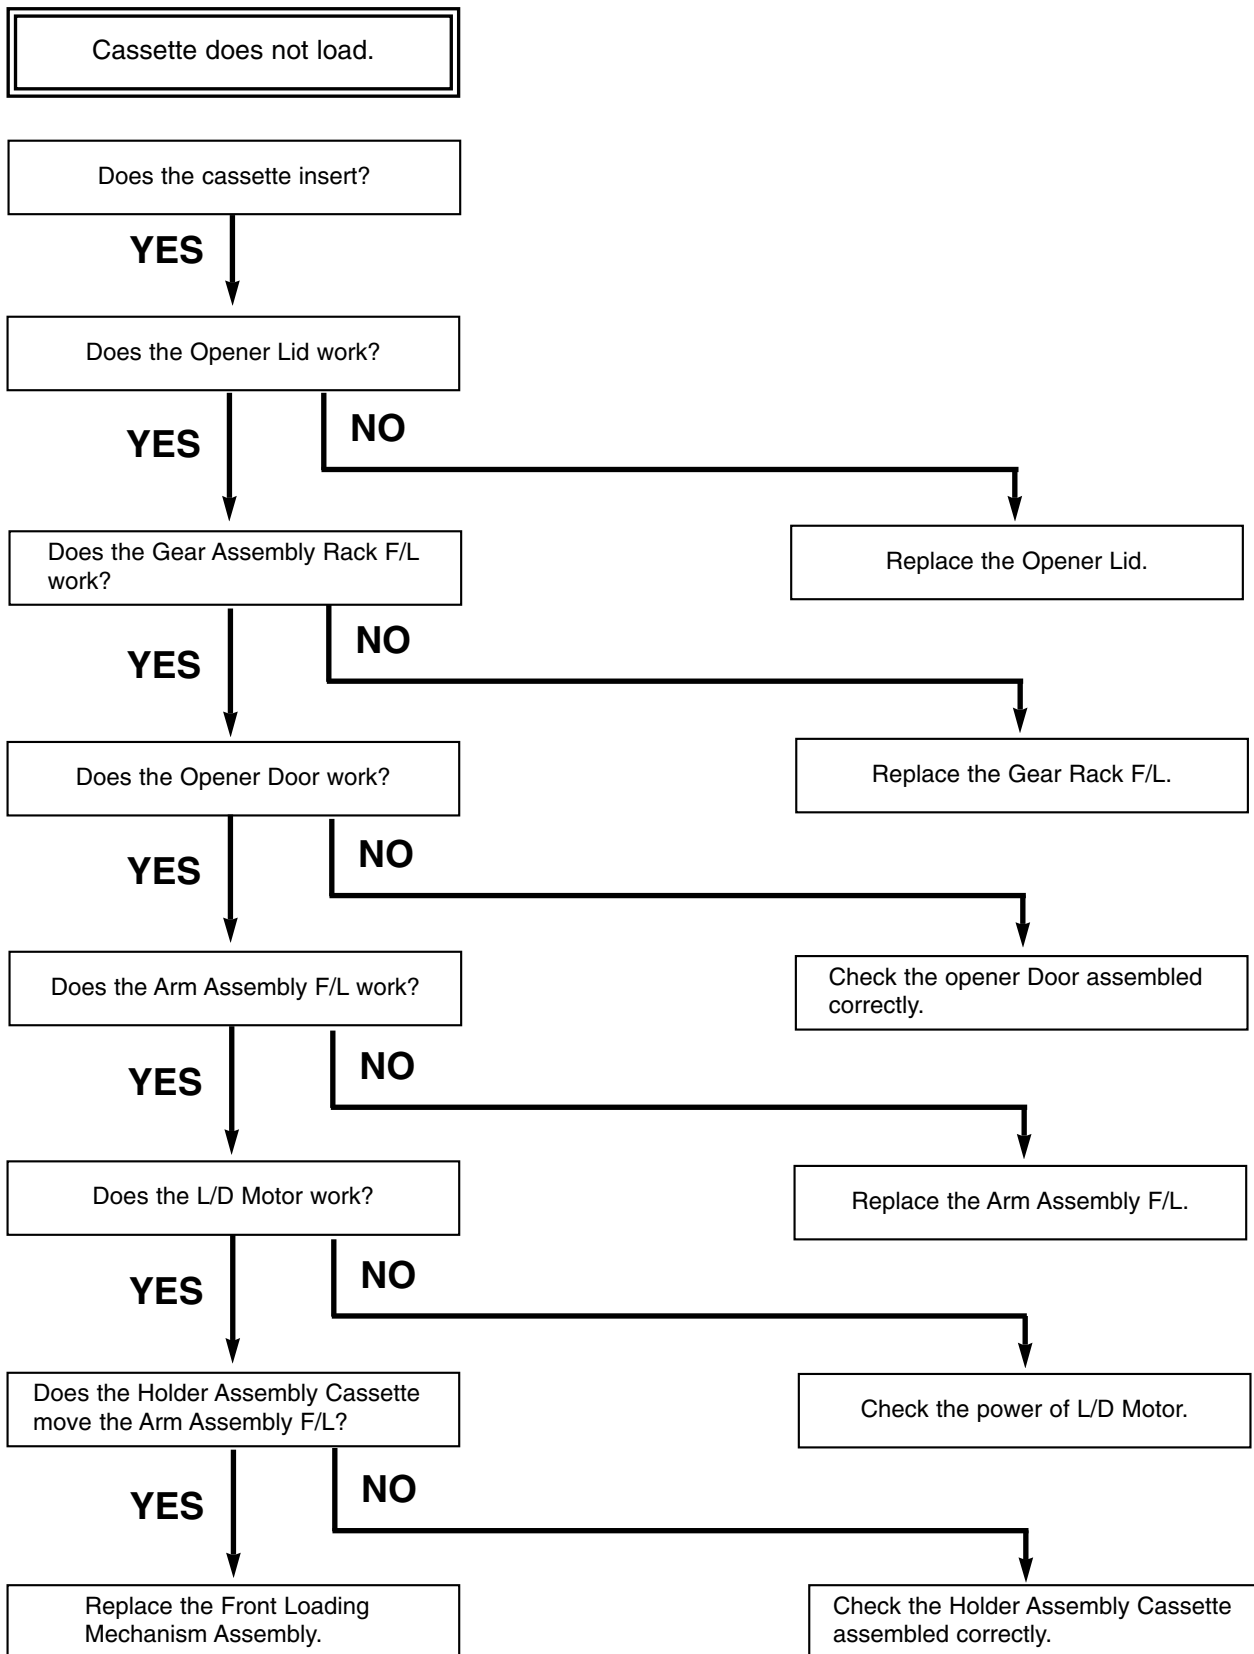 Cassette does not load.
Does the cassette insert?
YES
Does the Opener Lid work?
YES
NO
Does the Gear Assembly Rack F/L
work?
Replace the Opener Lid.
YES
NO
Does the Opener Door work?
Replace the Gear Rack F/L.
YES
NO
Does the Arm Assembly F/L work?
Check the opener Door assembled
correctly.
YES
NO
Does the L/D Motor work?
Replace the Arm Assembly F/L.
YES
NO
Does the Holder Assembly Cassette
move the Arm Assembly F/L?
Check the power of L/D Motor.
YES
NO
Replace the Front Loading
Mechanism Assembly.
Check the Holder Assembly Cassette
assembled correctly.